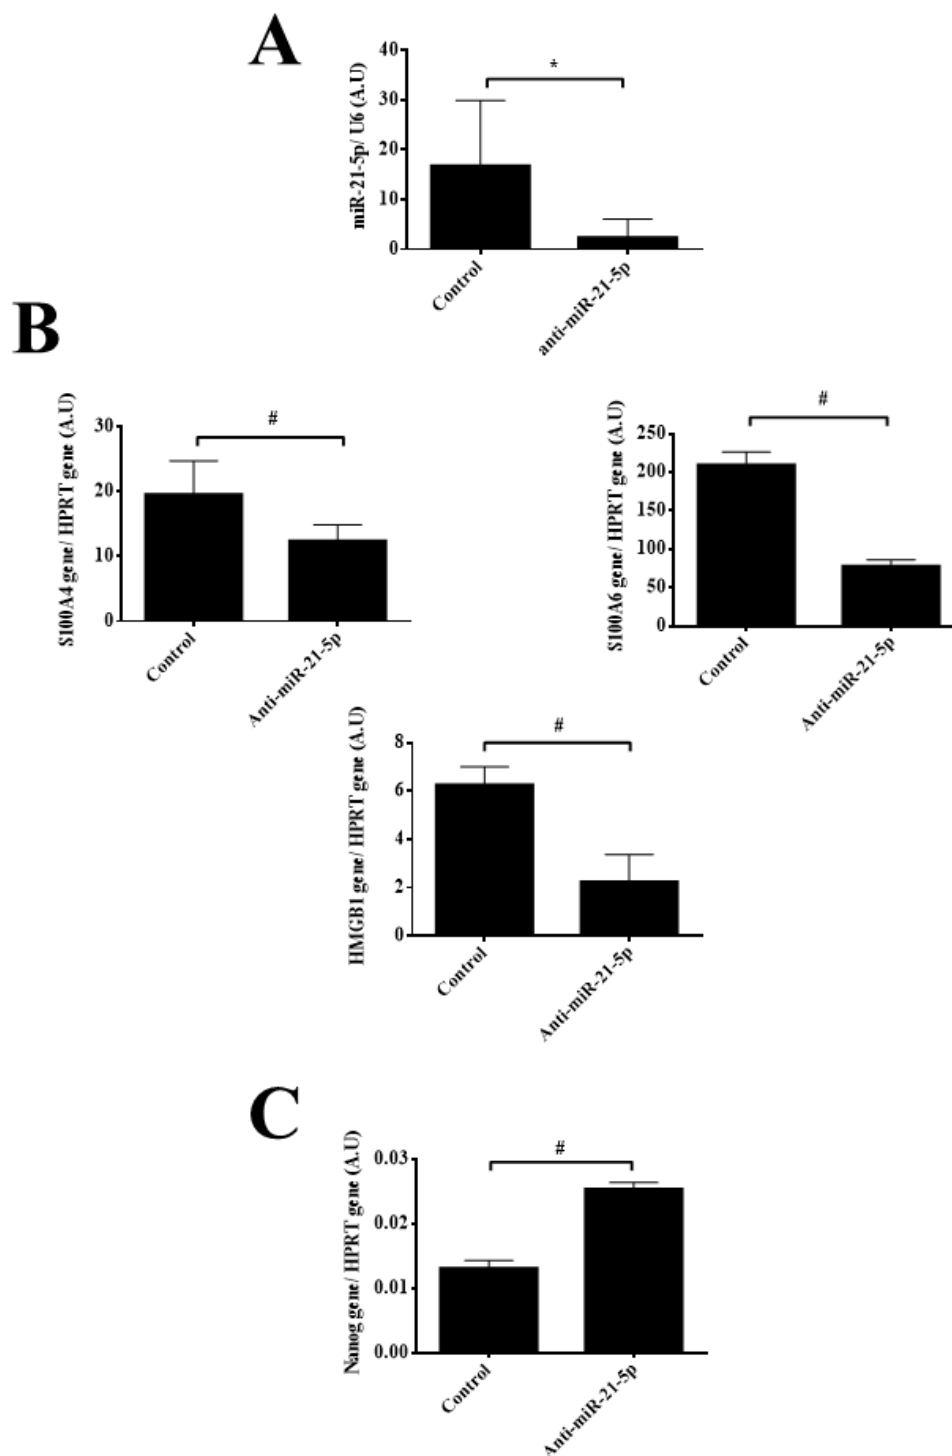 A
miR-21-5p/ U6 (A.U)
40
30
20
10
0
*
Control
anti-miR-21-5p
B
S100A4 gene/ HPRT gene (A.U)
30
20
10
0
#
Control
Anti-miR-21-5p
S100A6 gene/ HPRT gene (A.U)
250
200
150
100
50
0
#
Control
Anti-miR-21-5p
HMGB1 gene/ HPRT gene (A.U)
8
6
4
2
0
#
Control
Anti-miR-21-5p
C
Nanog gene/ HPRT gene (A.U)
0.03
0.02
0.01
0.00
#
Control
Anti-miR-21-5p